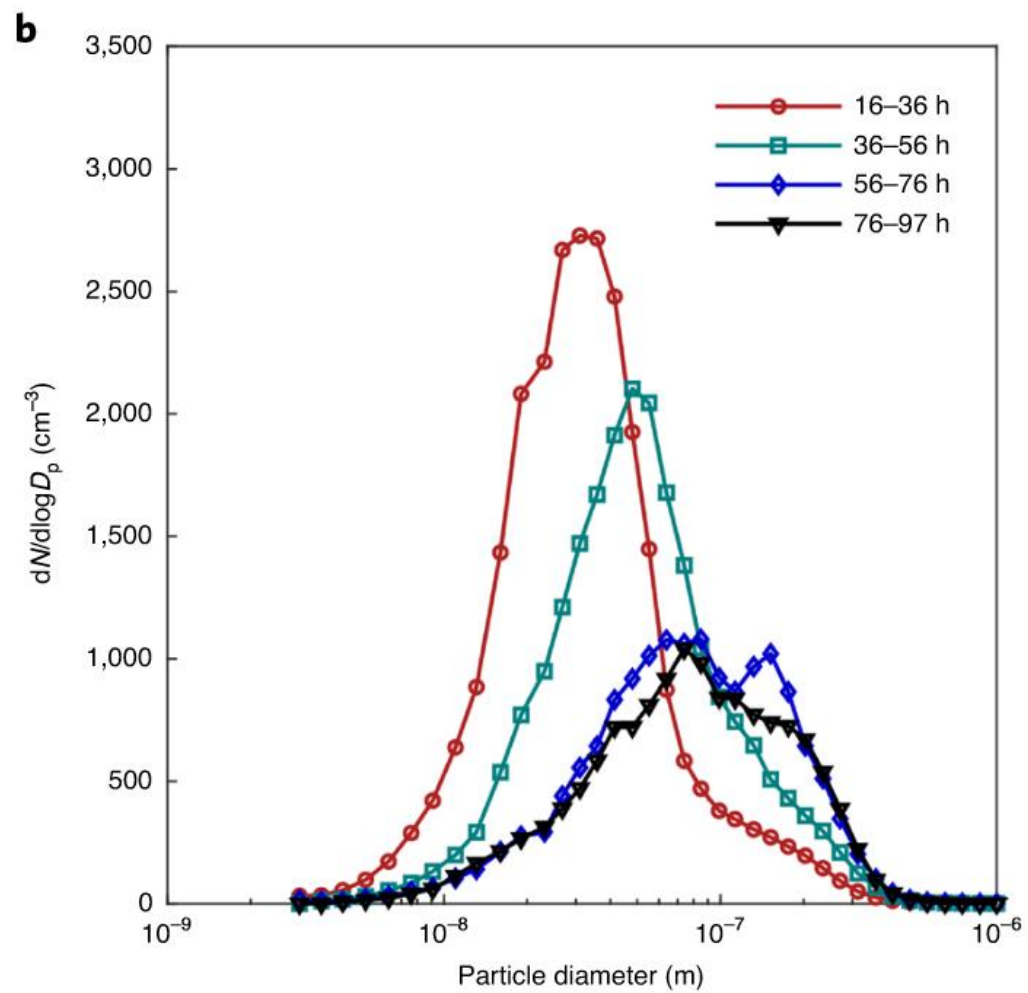 b
3,500
3,000
2,500
2,000
1,500
1,000
500
0
dN/dlogDₚ (cm⁻³)
16–36 h
36–56 h
56–76 h
76–97 h
10⁻⁹
10⁻⁸
10⁻⁷
10⁻⁶
Particle diameter (m)